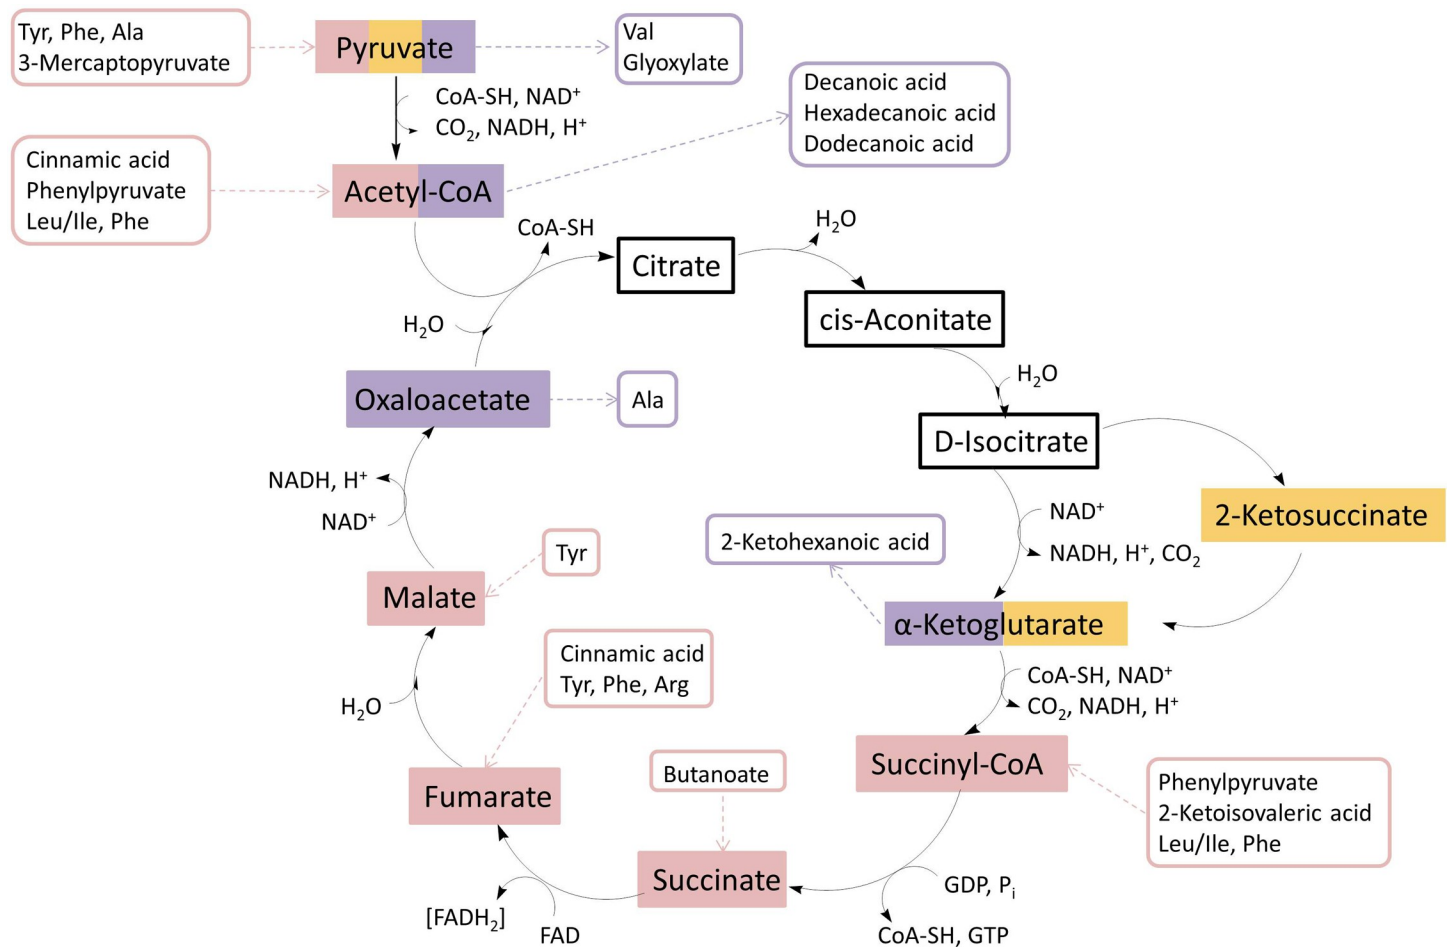 Tyr, Phe, Ala
3-Mercaptopyruvate
Pyruvate
Val
Glyoxylate
CoA-SH, NAD⁺
CO₂, NADH, H⁺
Decanoic acid
Hexadecanoic acid
Dodecanoic acid
Cinnamic acid
Phenylpyruvate
Leu/Ile, Phe
Acetyl-CoA
CoA-SH
H₂O
Citrate
H₂O
cis-Aconitate
H₂O
Oxaloacetate
Ala
D-Isocitrate
NADH, H⁺
NAD⁺
2-Ketosuccinate
NAD⁺
NADH, H⁺, CO₂
2-Ketohexanoic acid
Tyr
Malate
α-Ketoglutarate
Cinnamic acid
Tyr, Phe, Arg
CoA-SH, NAD⁺
CO₂, NADH, H⁺
H₂O
Succinyl-CoA
Phenylpyruvate
2-Ketoisovaleric acid
Leu/Ile, Phe
Butanoate
Fumarate
Succinate
GDP, Pᵢ
CoA-SH, GTP
[FADH₂]
FAD